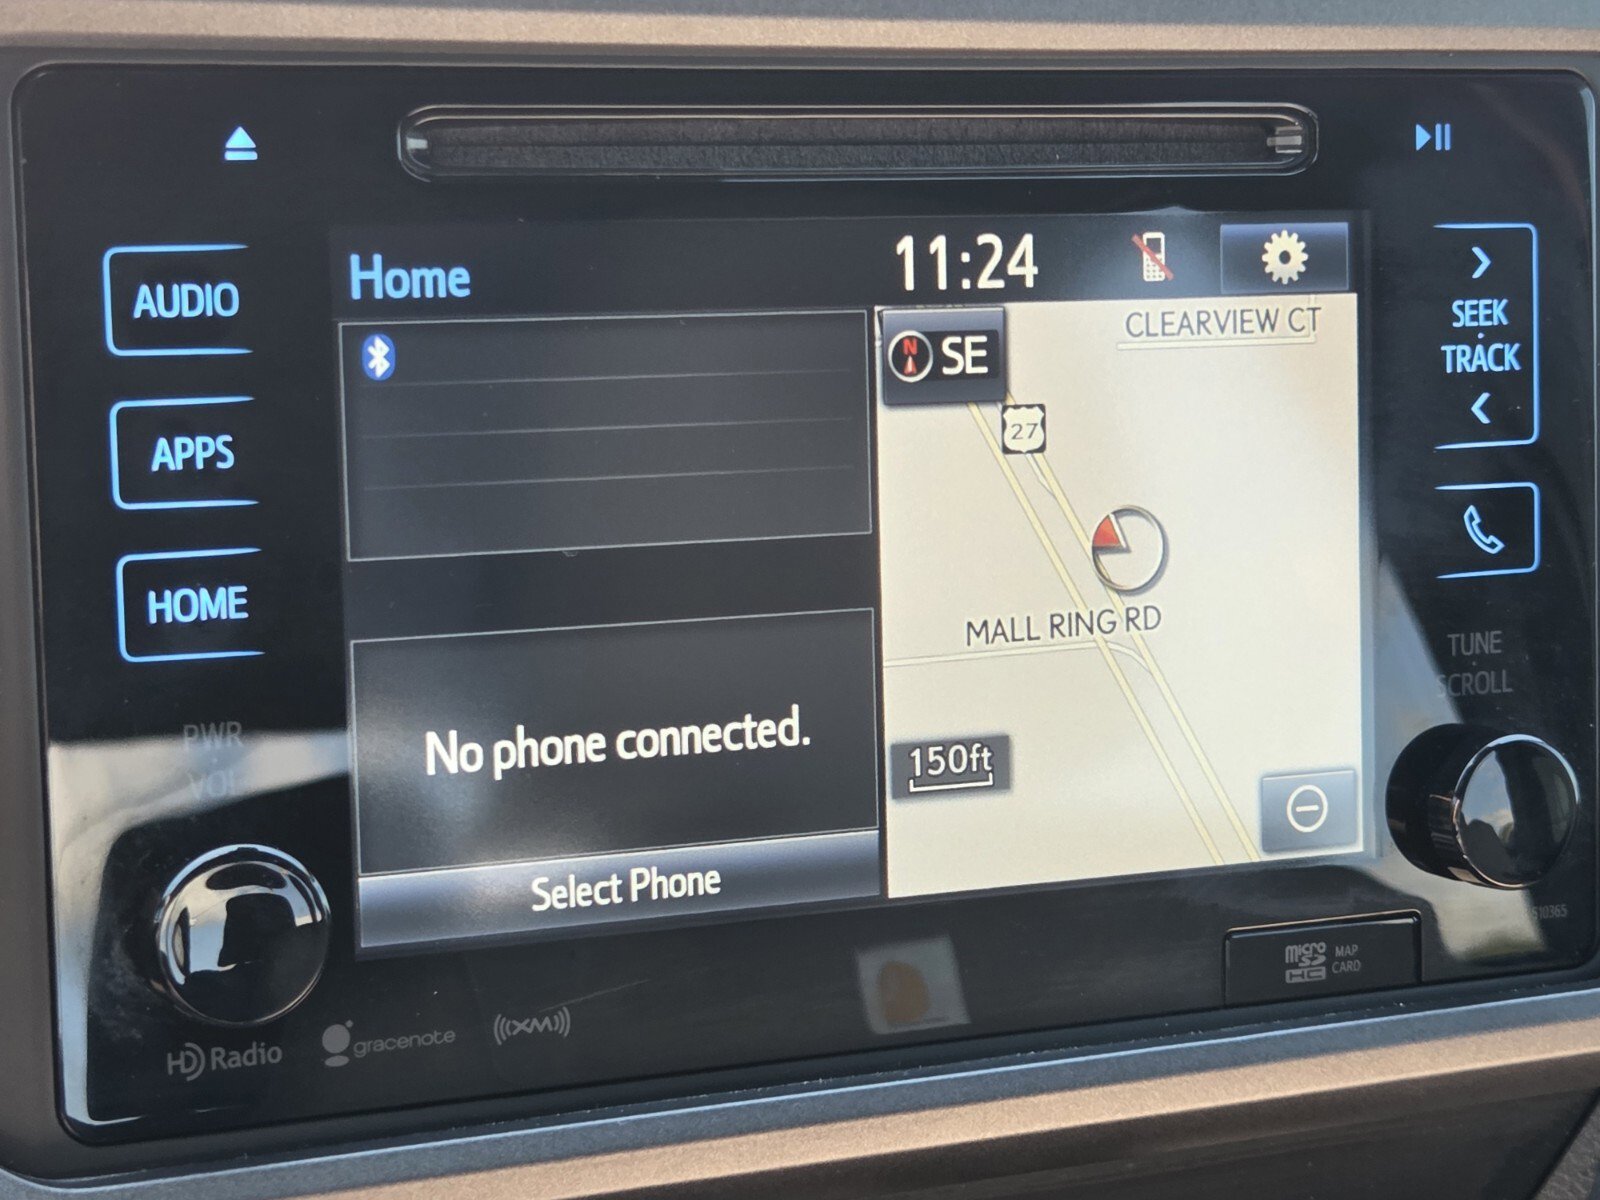 AUDIO
APPS
HOME
PWR
VOL
Home
11:24
N
SE
CLEARVIEW CT
27
MALL RING RD
150ft
No phone connected.
Select Phone
SEEK
TRACK
TUNE
SCROLL
510365
micro
SD
HC
MAP
CARD
HD Radio
gracenote
((XM))